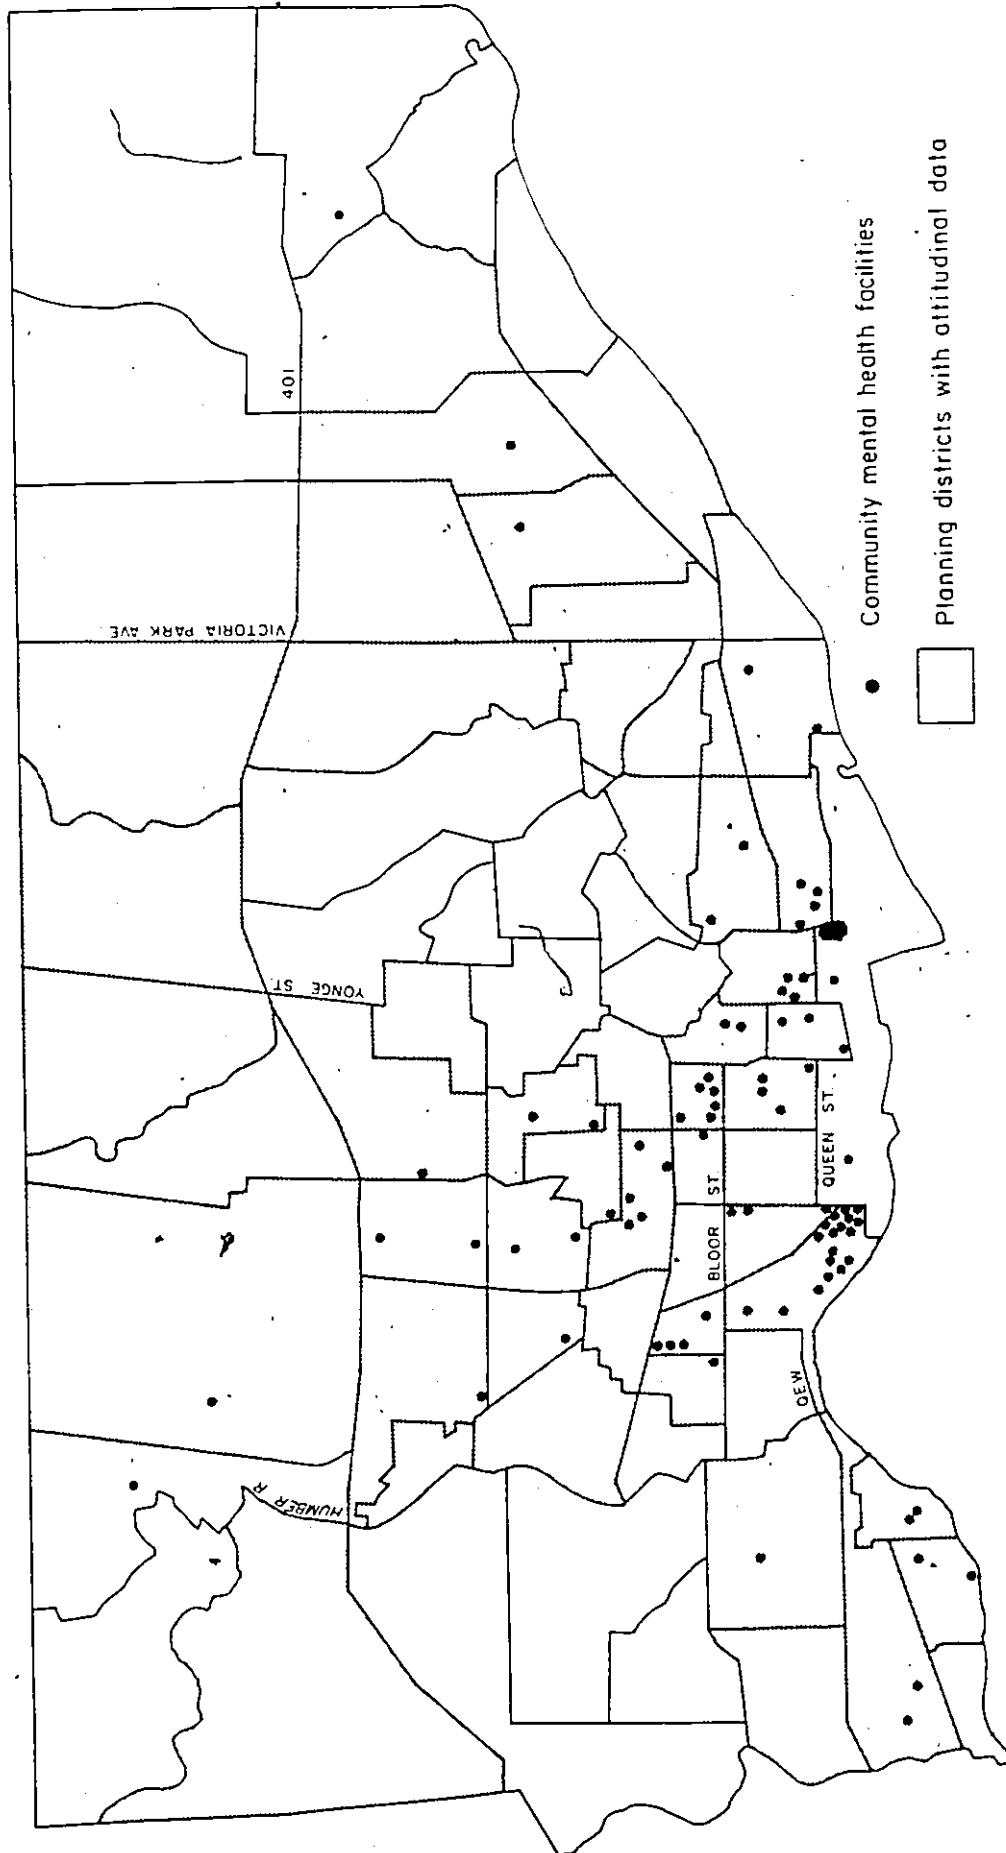 401
VICTORIA PARK AVE
YONGE ST.
HUMBER R
BLOOR ST.
QUEEN ST.
QEW
Community mental health facilities
Planning districts with attitudinal data